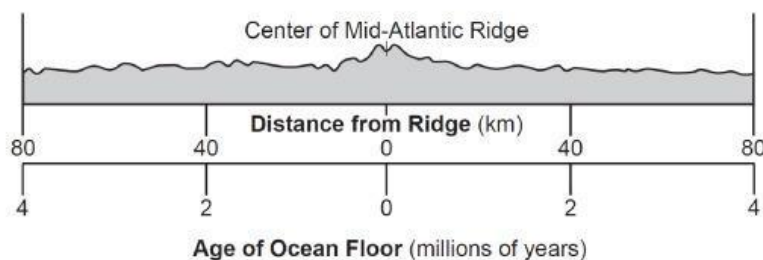 Center of Mid-Atlantic Ridge
Distance from Ridge (km)
80 40 0 40 80
4 2 0 2 4
Age of Ocean Floor (millions of years)